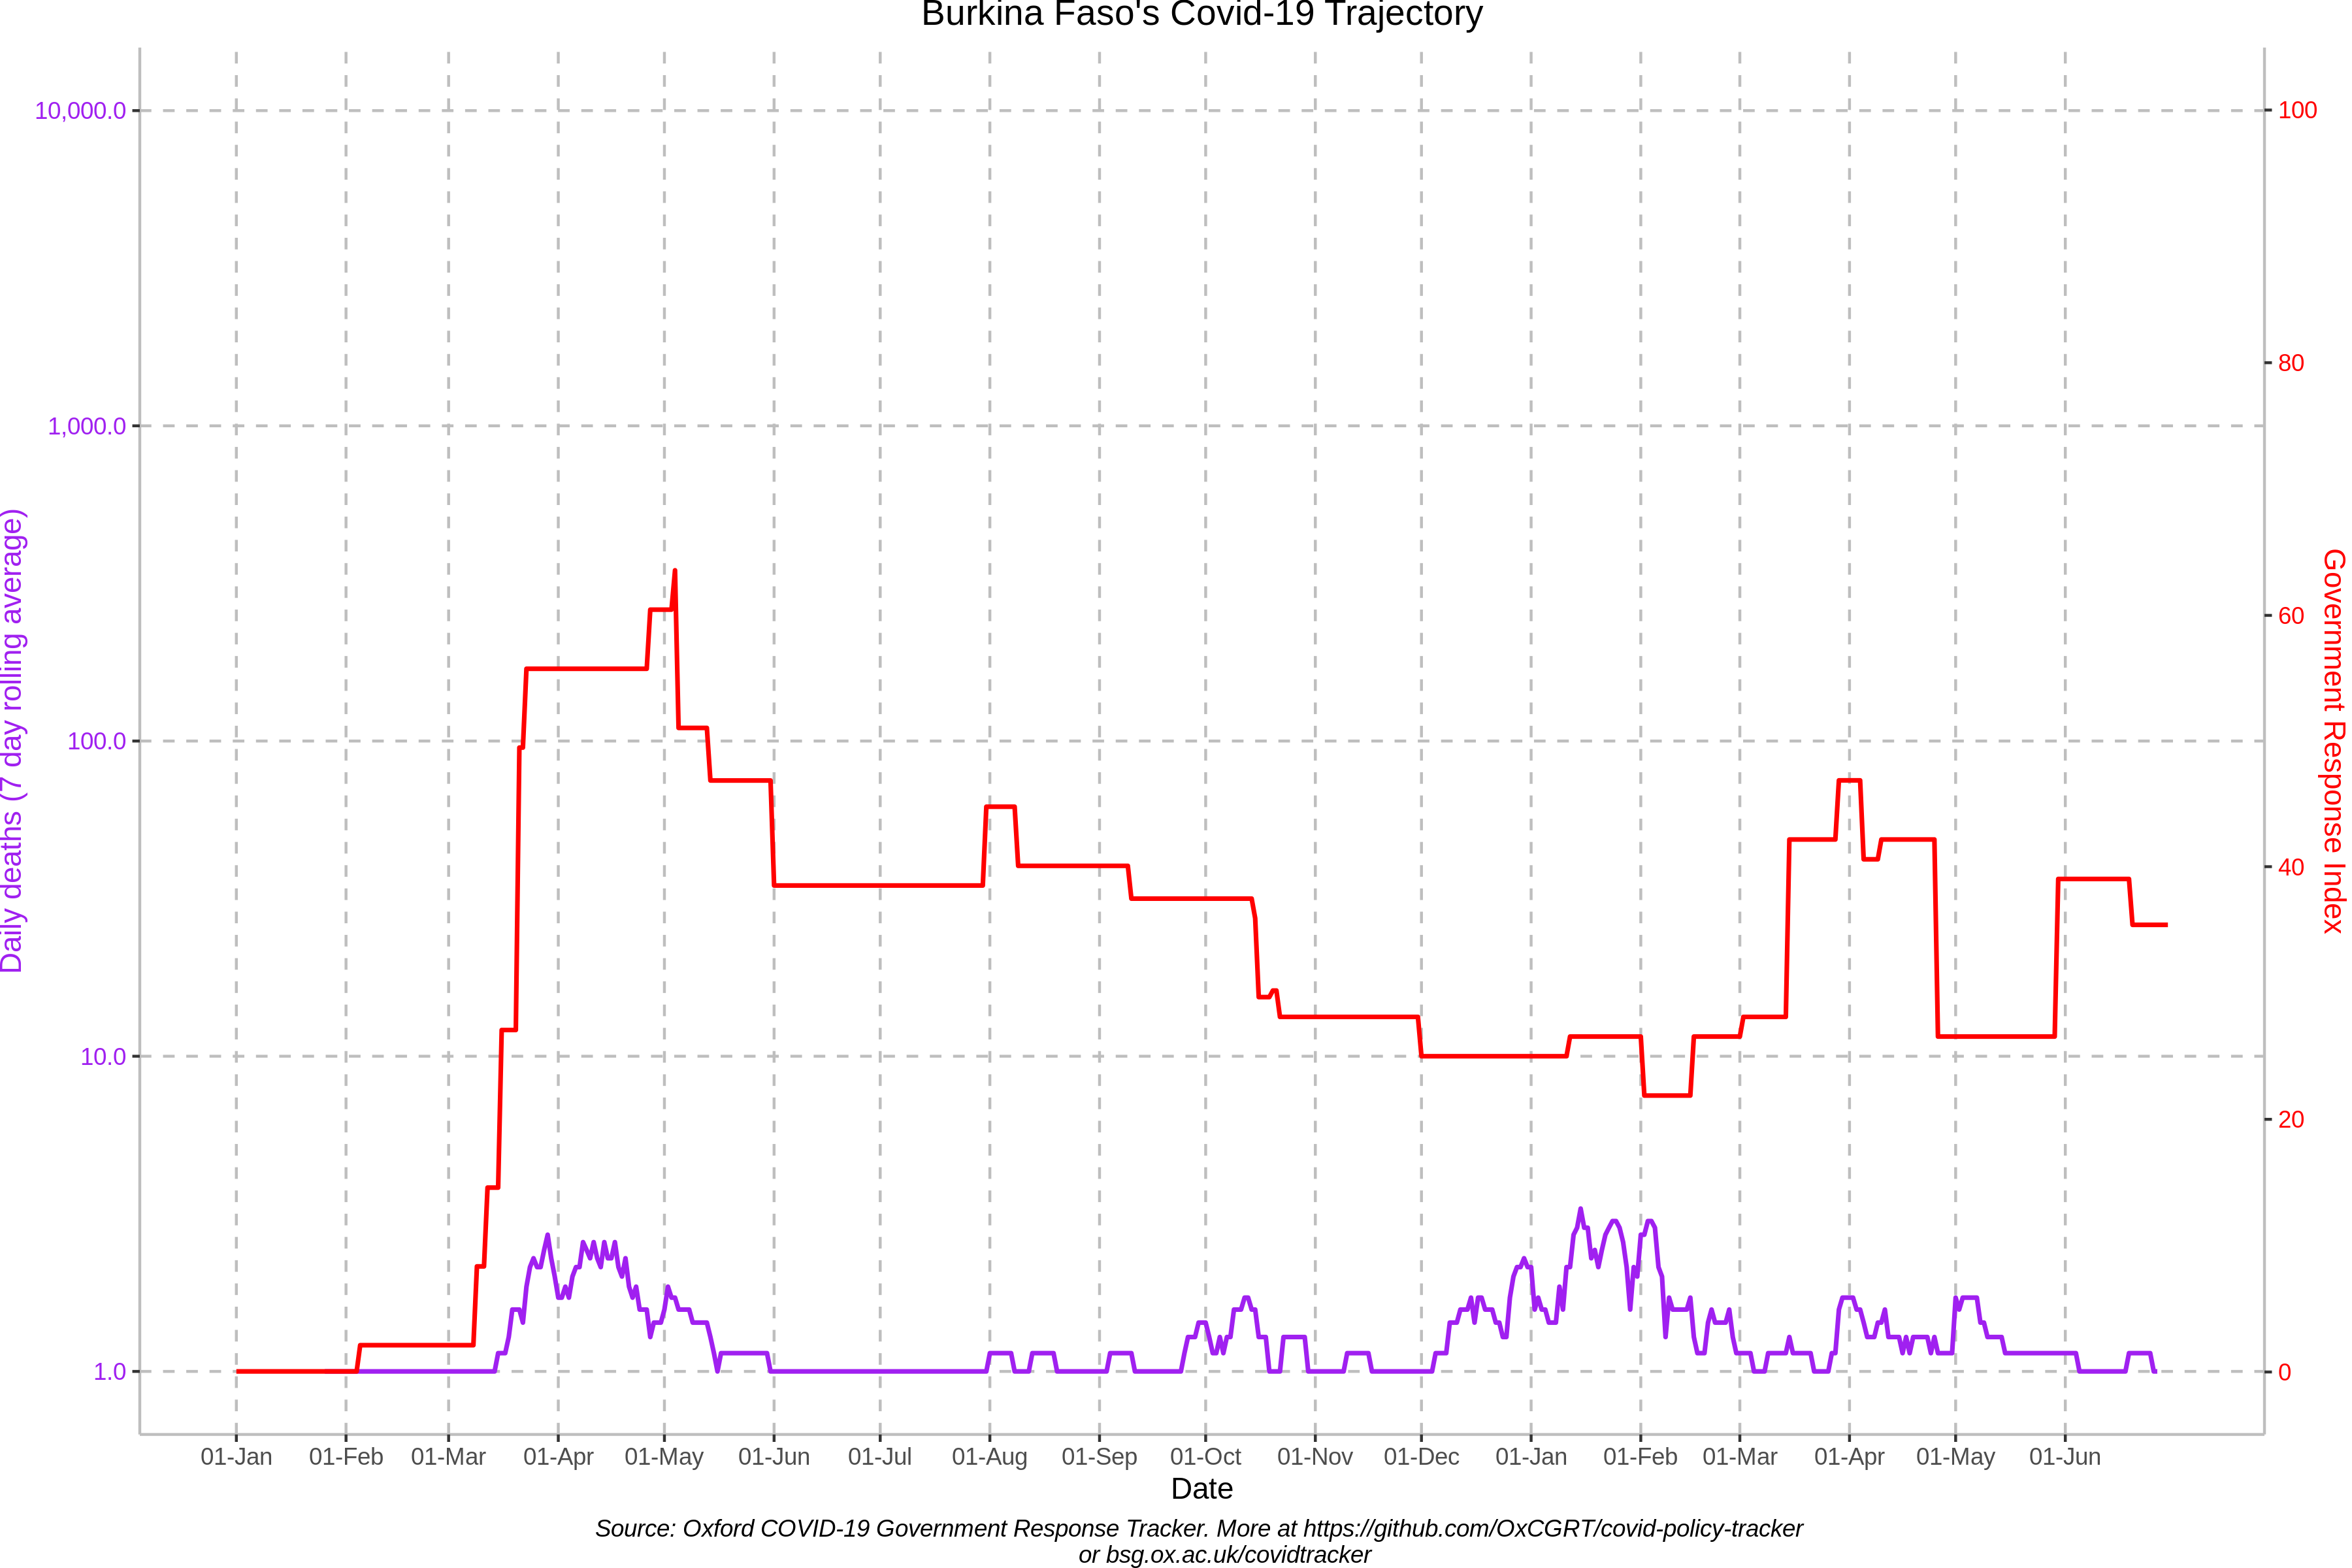 Burkina Faso's Covid-19 Trajectory
10,000.0
1,000.0
100.0
10.0
1.0
Daily deaths (7 day rolling average)
100
80
60
40
20
0
Government Response Index
01-Jan 01-Feb 01-Mar 01-Apr 01-May 01-Jun 01-Jul 01-Aug 01-Sep 01-Oct 01-Nov 01-Dec 01-Jan 01-Feb 01-Mar 01-Apr 01-May 01-Jun
Date
Source: Oxford COVID-19 Government Response Tracker. More at https://github.com/OxCGRT/covid-policy-tracker
or bsg.ox.ac.uk/covidtracker